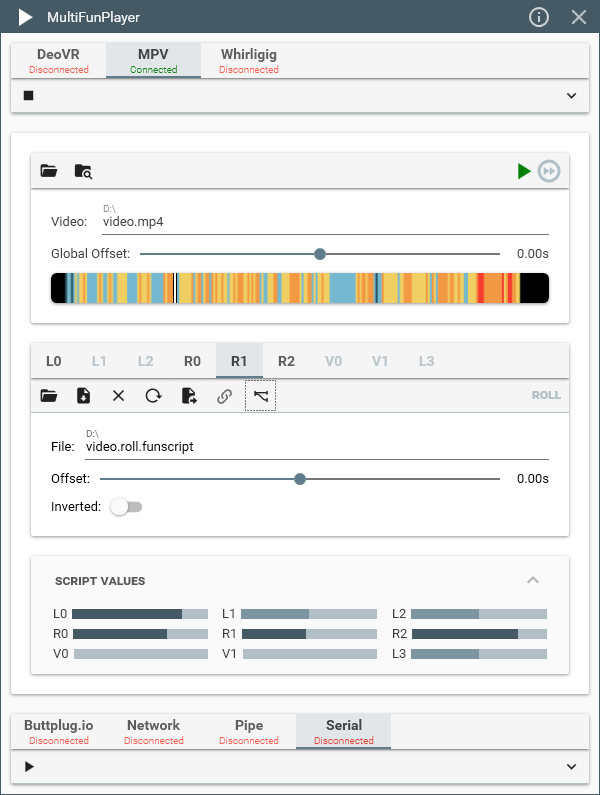 MultiFunPlayer
DeoVR MPV Whirligig
Disconnected Connected Disconnected
D:\
Video: video.mp4
Global Offset: 0.00s
L0 L1 L2 R0 R1 R2 V0 V1 L3
ROLL
D:\
File: video.roll.funscript
Offset: 0.00s
Inverted:
SCRIPT VALUES
L0 L1 L2
R0 R1 R2
V0 V1 L3
Buttplug.io Network Pipe Serial
Disconnected Disconnected Disconnected Disconnected